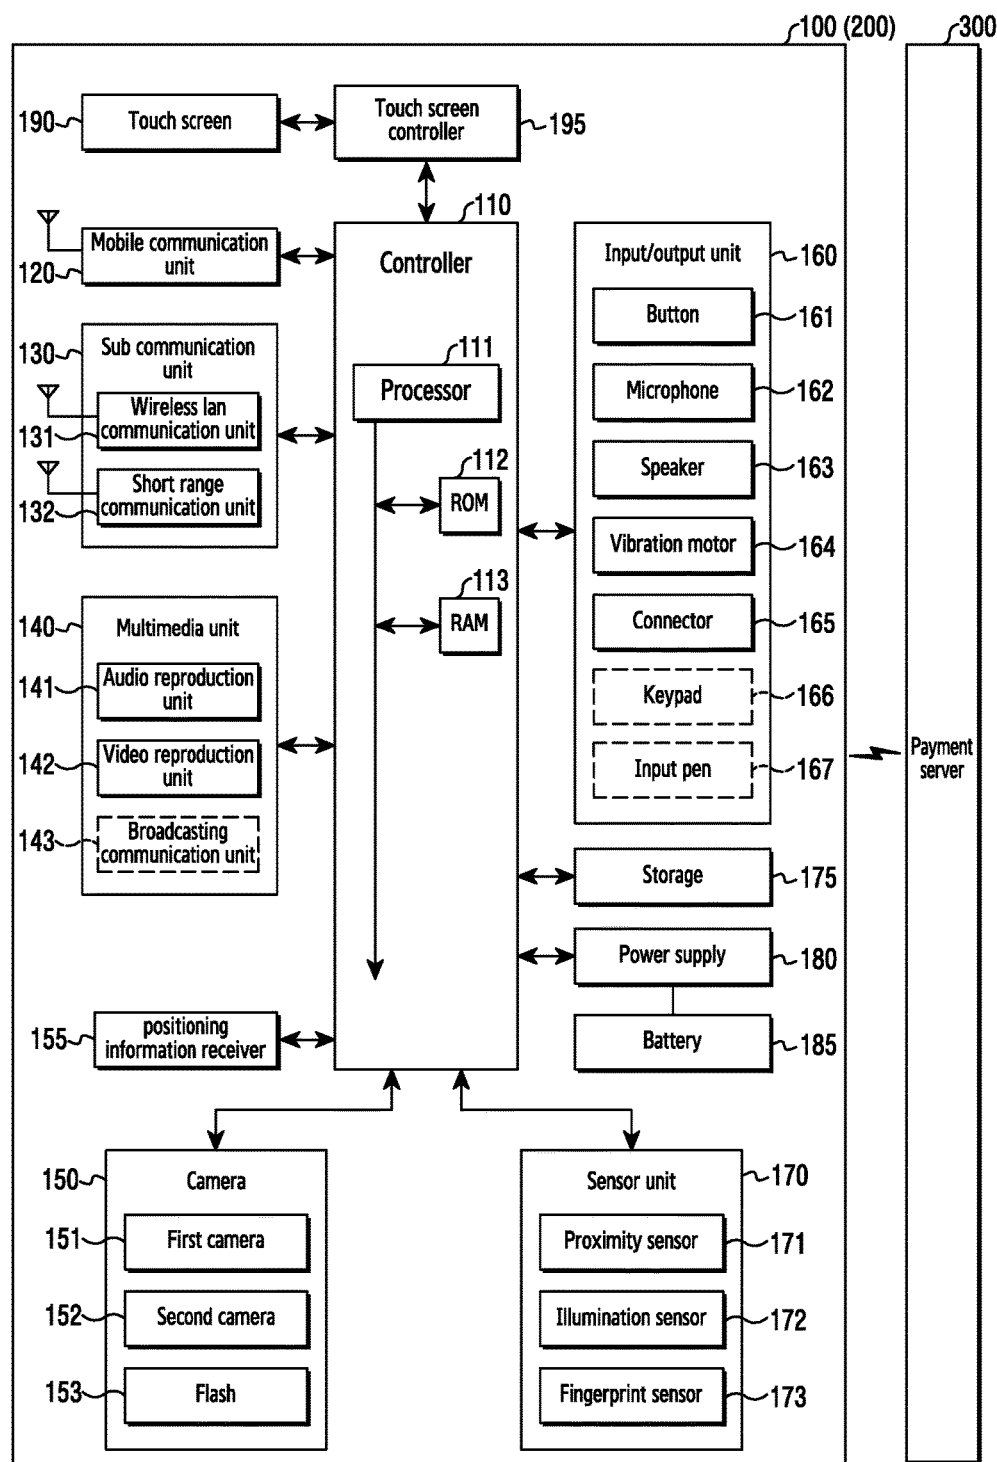 100 (200)
300
190
Touch screen
Touch screen
controller
195
110
Controller
Mobile communication
unit
120
130
Sub communication
unit
Wireless lan
communication unit
131
Short range
communication unit
132
111
Processor
112
ROM
113
RAM
140
Multimedia unit
Audio reproduction
unit
141
Video reproduction
unit
142
Broadcasting
communication unit
143
155
positioning
information receiver
Input/output unit
160
Button
161
Microphone
162
Speaker
163
Vibration motor
164
Connector
165
Keypad
166
Input pen
167
Payment
server
Storage
175
Power supply
180
Battery
185
150
Camera
151
First camera
152
Second camera
153
Flash
Sensor unit
170
Proximity sensor
171
Illumination sensor
172
Fingerprint sensor
173